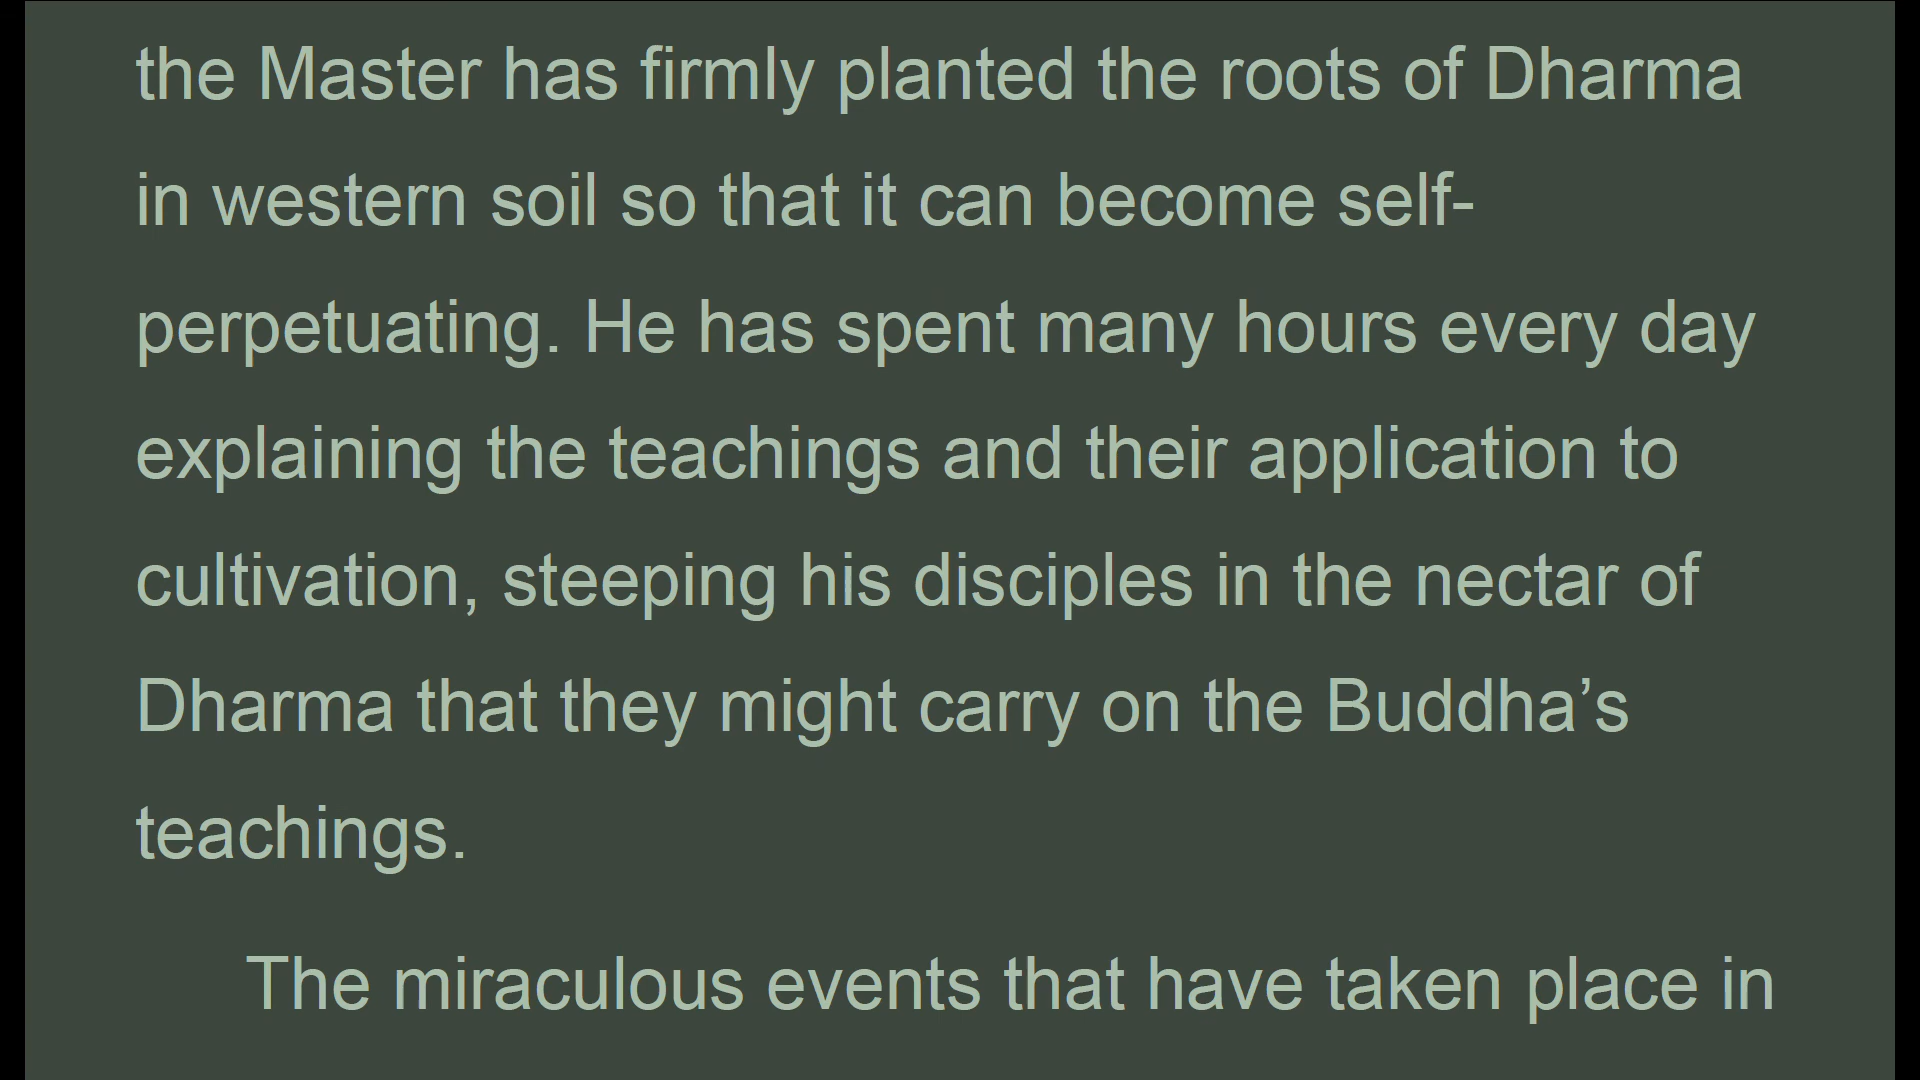 the Master has firmly planted the roots of Dharma
in western soil so that it can become self-
perpetuating. He has spent many hours every day
explaining the teachings and their application to
cultivation, steeping his disciples in the nectar of
Dharma that they might carry on the Buddha’s
teachings.
The miraculous events that have taken place in